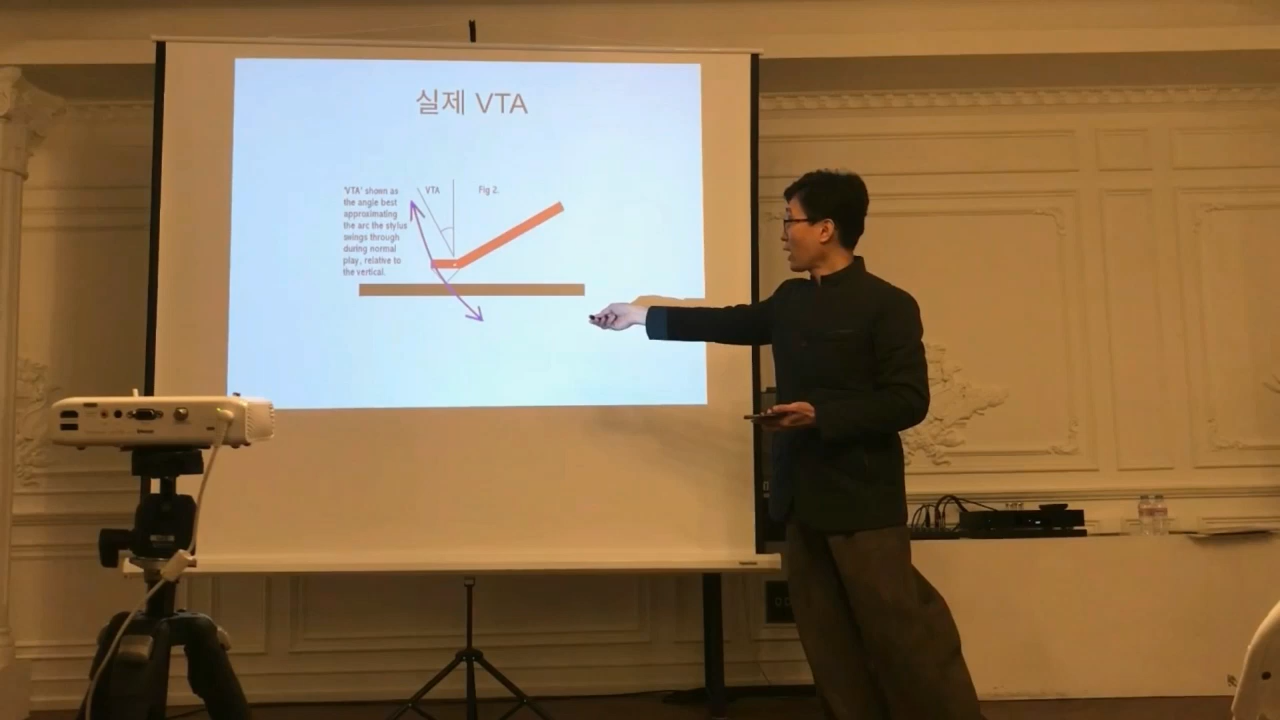 실제 VTA
'VTA' shown as
the angle best
approximating
the arc the stylus
swings through
during normal
play, relative to
the vertical.
VTA
Fig 2.